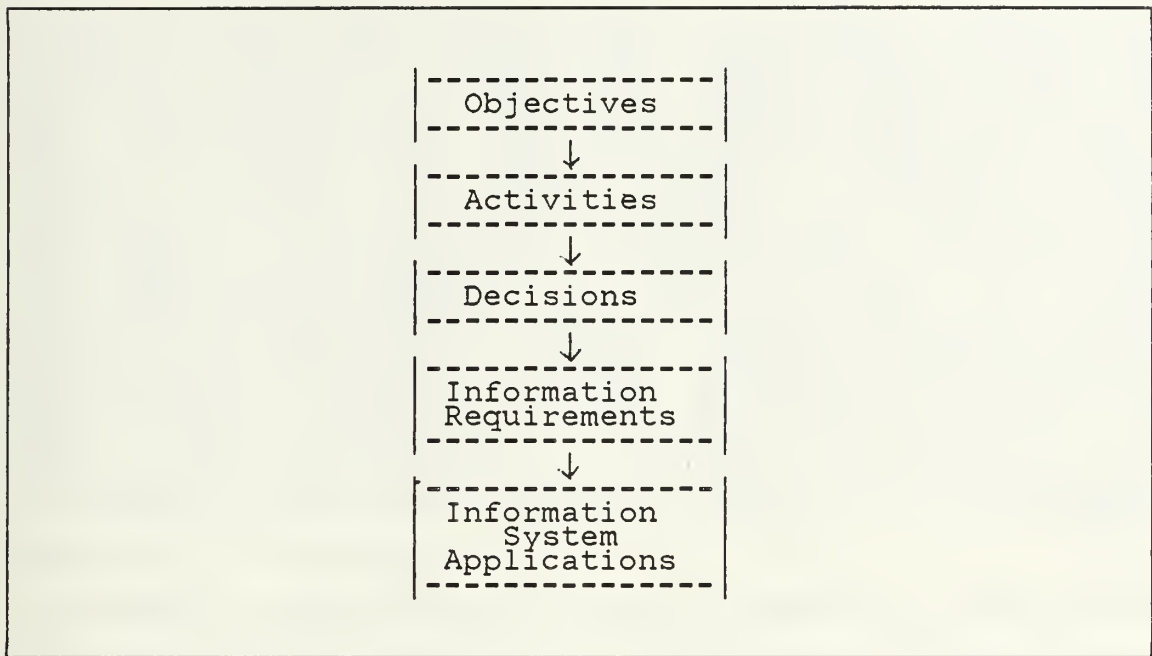 Objectives
↓
Activities
↓
Decisions
↓
Information
Requirements
↓
Information
System
Applications